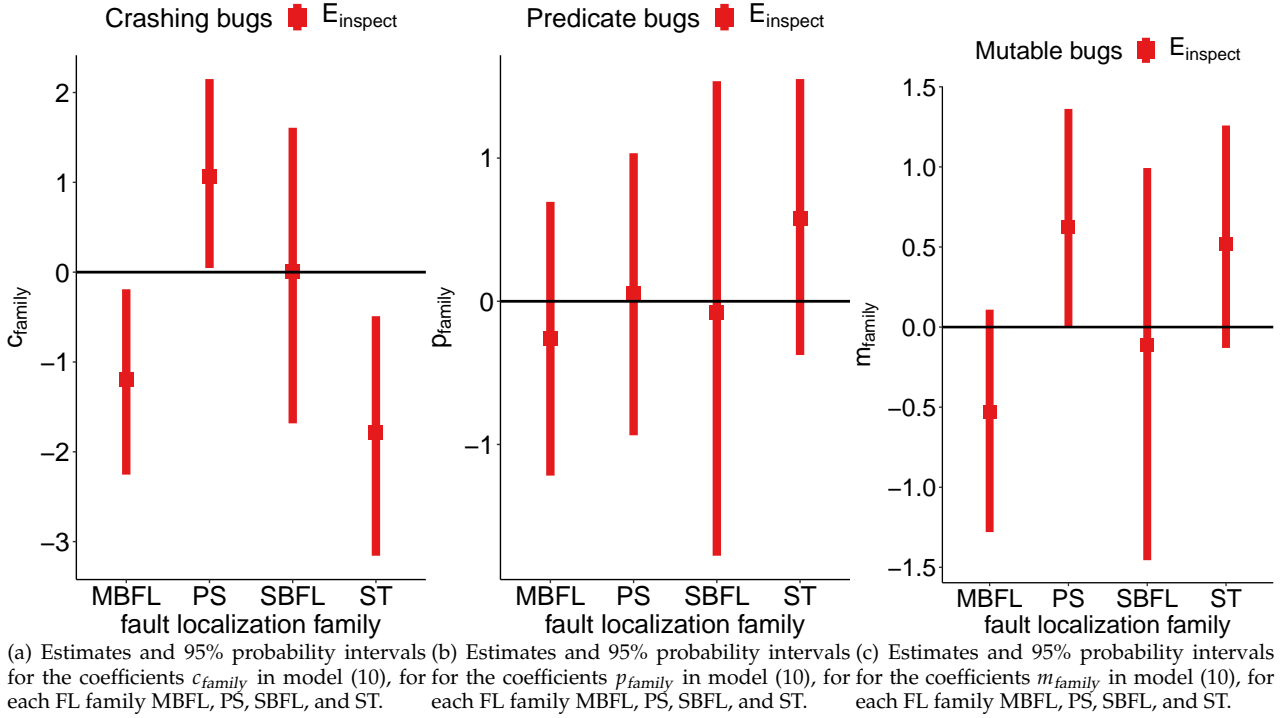 Crashing bugs E_inspect
c_family
2
1
0
−1
−2
−3
MBFL PS SBFL ST
fault localization family
(a) Estimates and 95% probability intervals
for the coefficients c_family in model (10), for
each FL family MBFL, PS, SBFL, and ST.
Predicate bugs E_inspect
p_family
1
0
−1
MBFL PS SBFL ST
fault localization family
(b) Estimates and 95% probability intervals
for the coefficients p_family in model (10), for
each FL family MBFL, PS, SBFL, and ST.
Mutable bugs E_inspect
m_family
1.5
1.0
0.5
0.0
−0.5
−1.0
−1.5
MBFL PS SBFL ST
fault localization family
(c) Estimates and 95% probability intervals
for the coefficients m_family in model (10), for
each FL family MBFL, PS, SBFL, and ST.